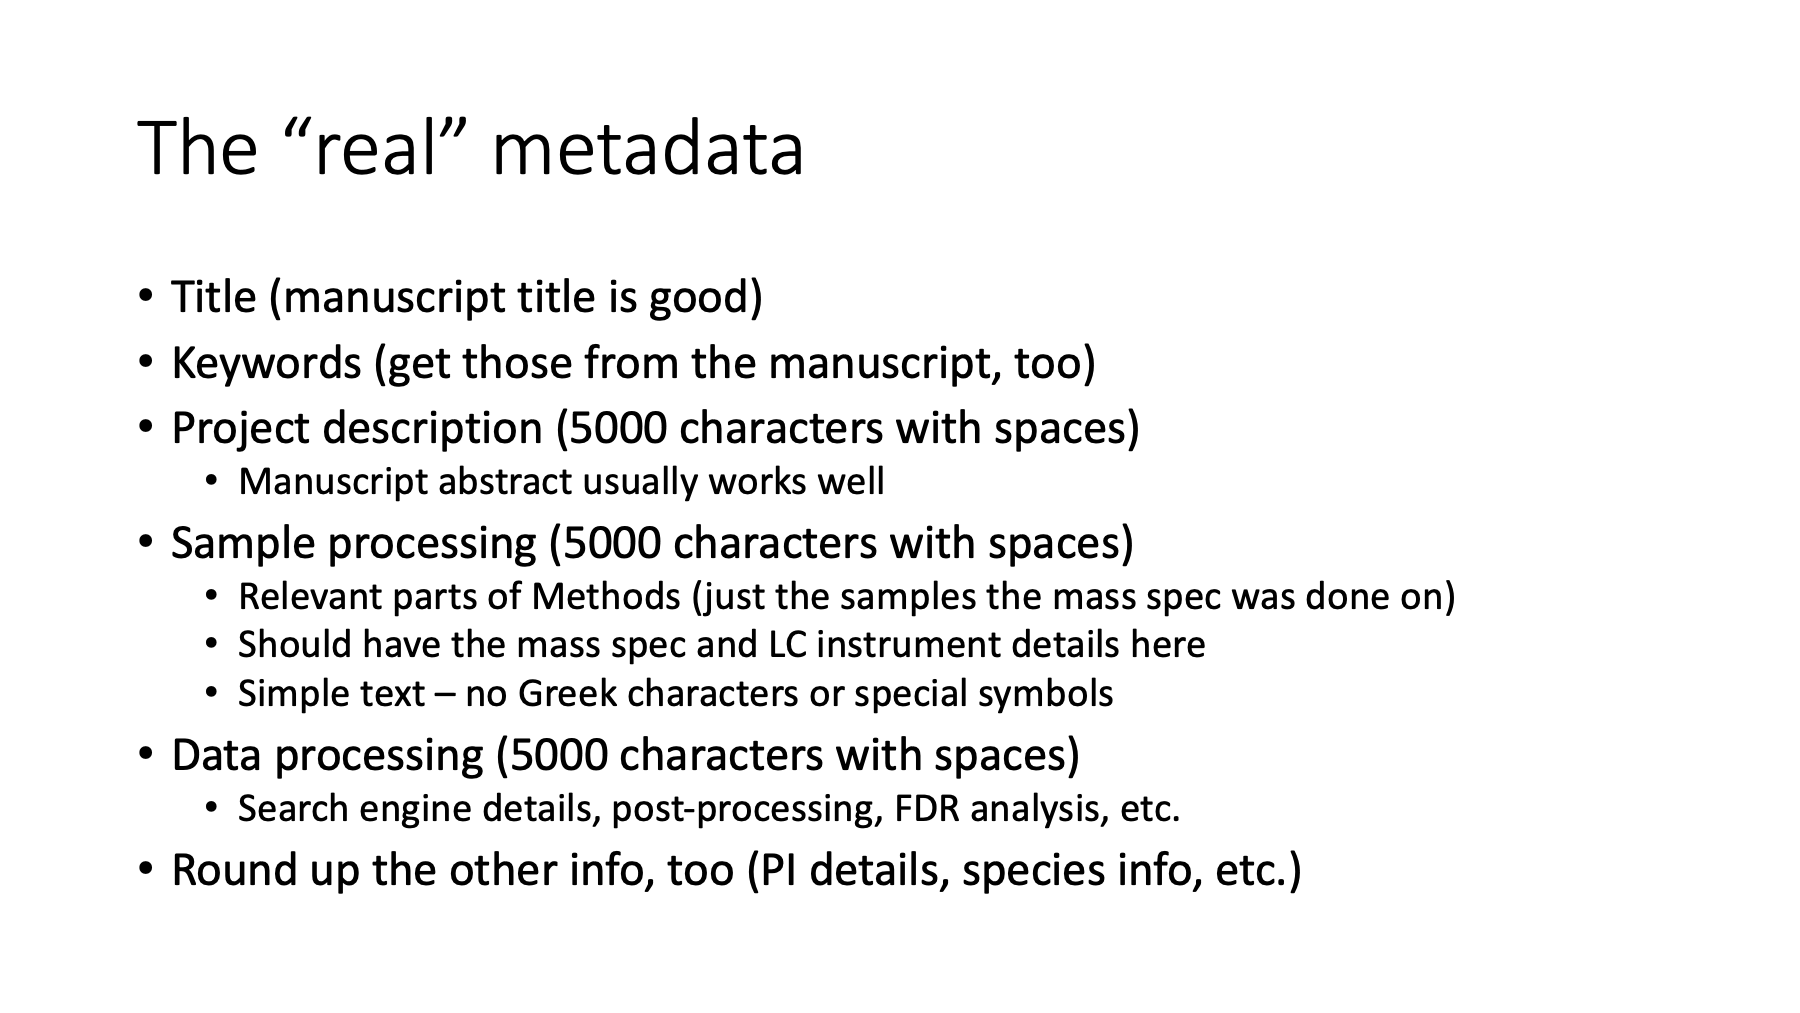 The “real” metadata
• Title (manuscript title is good)
• Keywords (get those from the manuscript, too)
• Project description (5000 characters with spaces)
• Manuscript abstract usually works well
• Sample processing (5000 characters with spaces)
• Relevant parts of Methods (just the samples the mass spec was done on)
• Should have the mass spec and LC instrument details here
• Simple text – no Greek characters or special symbols
• Data processing (5000 characters with spaces)
• Search engine details, post-processing, FDR analysis, etc.
• Round up the other info, too (PI details, species info, etc.)